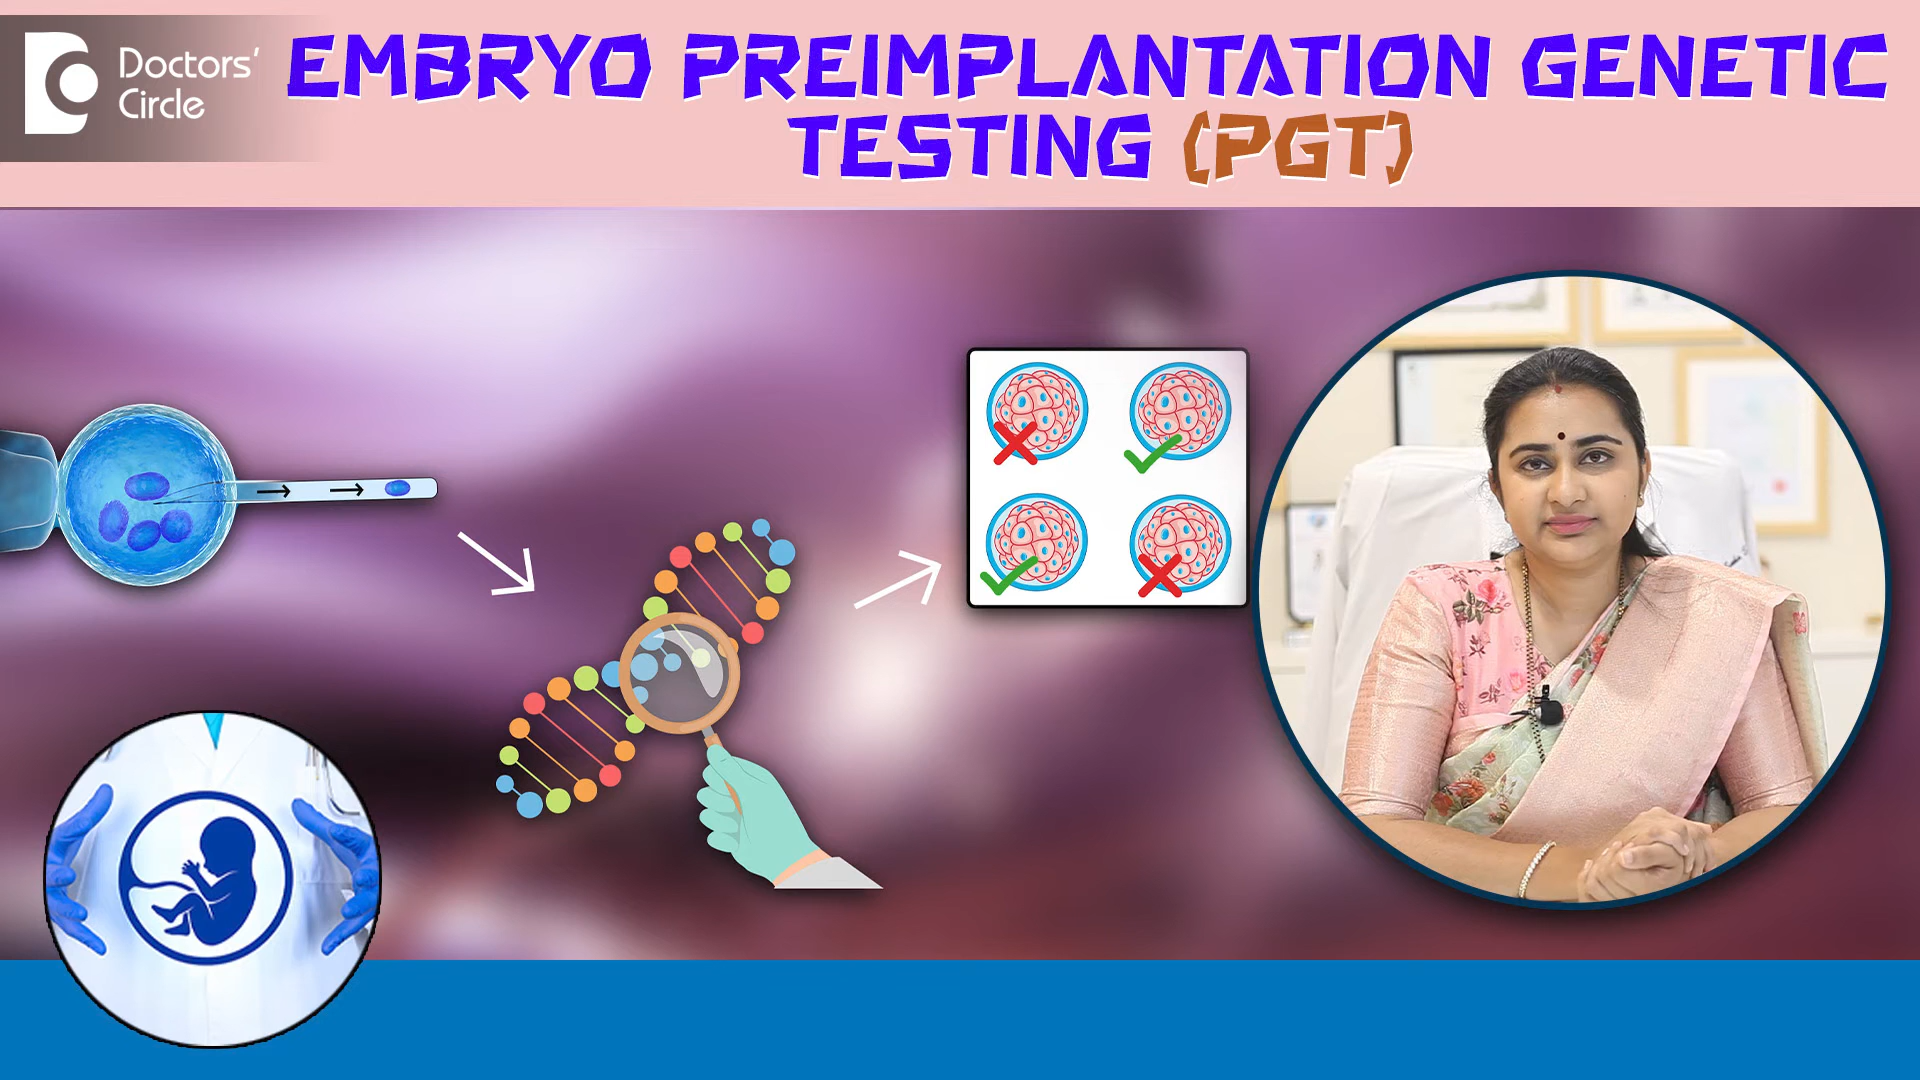 Doctors'
Circle
EMBRYO PREIMPLANTATION GENETIC
TESTING (PGT)